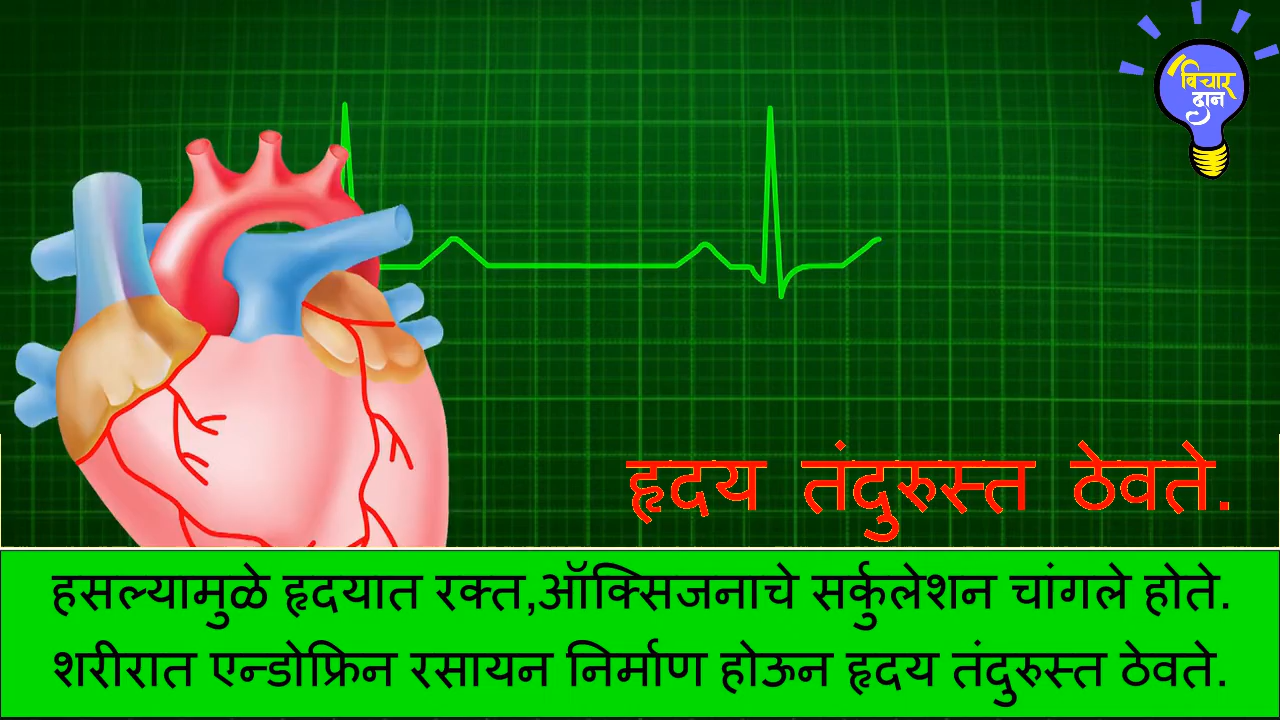 विचार
दान
हृदय तंदुरुस्त ठेवते.
हसल्यामुळे हृदयात रक्त,ऑक्सिजनाचे सर्कुलेशन चांगले होते.
शरीरात एन्डोफ्रिन रसायन निर्माण होऊन हृदय तंदुरुस्त ठेवते.